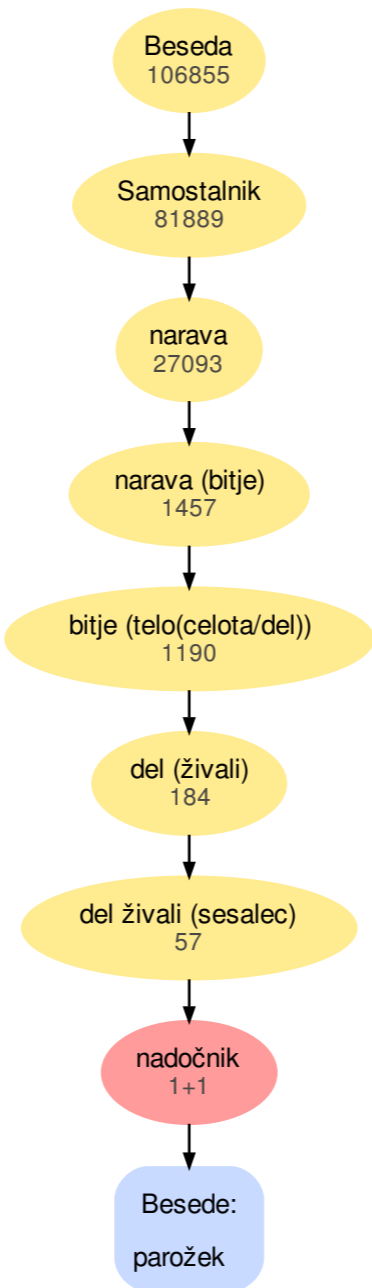 Beseda
106855
Samostalnik
81889
narava
27093
narava (bitje)
1457
bitje (telo(celota/del))
1190
del (živali)
184
del živali (sesalec)
57
nadočnik
1+1
Besede:
parožek